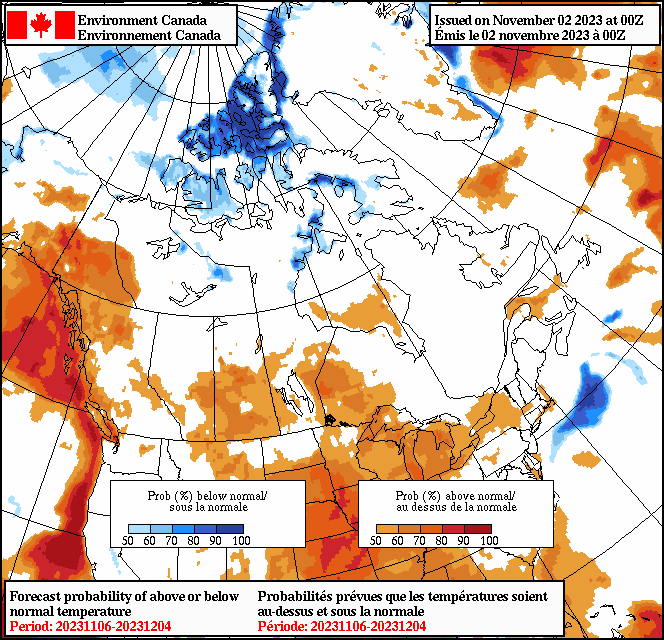 Environment Canada
Environnement Canada
Issued on November 02 2023 at 00Z
Émis le 02 novembre 2023 à 00Z
Prob (%) below normal/
sous la normale
50 60 70 80 90 100
Prob (%) above normal/
au dessus de la normale
50 60 70 80 90 100
Forecast probability of above or below
normal temperature
Period: 20231106-20231204
Probabilités prévues que les températures soient
au-dessus et sous la normale
Période: 20231106-20231204